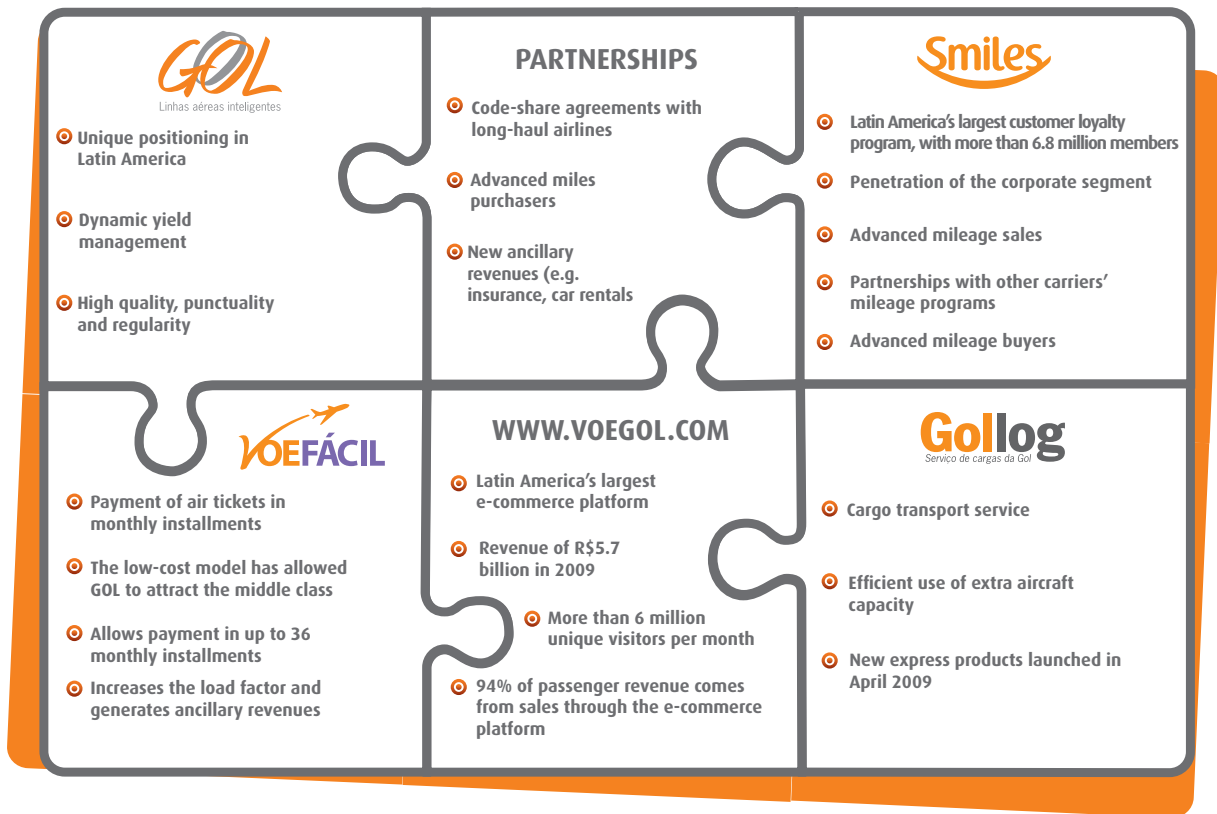 GOL
Linhas aéreas inteligentes
Unique positioning in
Latin America
Dynamic yield
management
High quality, punctuality
and regularity
PARTNERSHIPS
Code-share agreements with
long-haul airlines
Advanced miles
purchasers
New ancillary
revenues (e.g.
insurance, car rentals
Smiles
Latin America's largest customer loyalty
program, with more than 6.8 million members
Penetration of the corporate segment
Advanced mileage sales
Partnerships with other carriers'
mileage programs
Advanced mileage buyers
VOEFÁCIL
Payment of air tickets in
monthly installments
The low-cost model has allowed
GOL to attract the middle class
Allows payment in up to 36
monthly installments
Increases the load factor and
generates ancillary revenues
WWW.VOEGOL.COM
Latin America's largest
e-commerce platform
Revenue of R$5.7
billion in 2009
More than 6 million
unique visitors per month
94% of passenger revenue comes
from sales through the e-commerce
platform
Gollog
Serviço de cargas da Gol
Cargo transport service
Efficient use of extra aircraft
capacity
New express products launched in
April 2009